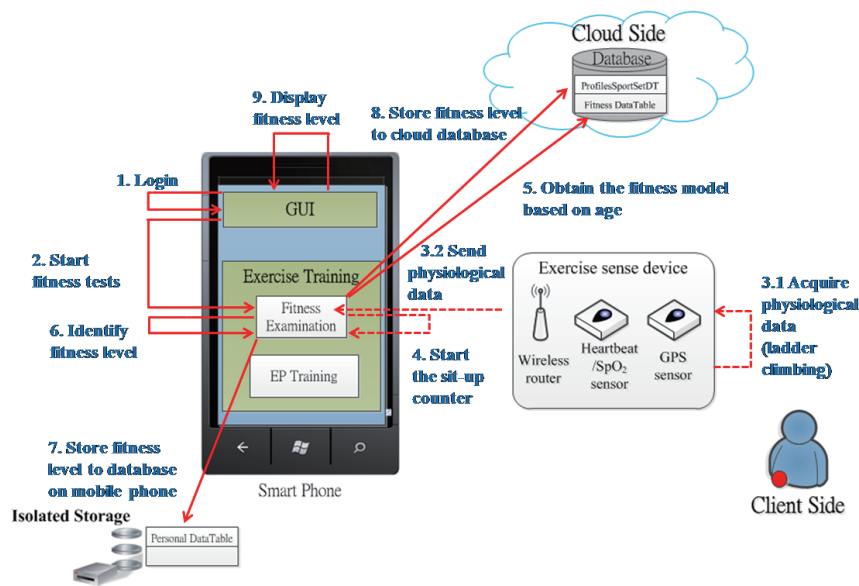 Cloud Side
Database
ProfilesSportSetDT
Fitness DataTable
9. Display
fitness level
8. Store fitness level
to cloud database
1. Login
GUI
5. Obtain the fitness model
based on age
2. Start
fitness tests
3.2 Send
physiological
data
Exercise Training
Fitness
Examination
EP Training
6. Identify
fitness level
4. Start
the sit-up
counter
Exercise sense device
Wireless
router
Heartbeat
/SpO2
sensor
GPS
sensor
3.1 Acquire
physiological
data
(ladder
climbing)
7. Store fitness
level to database
on mobile phone
Smart Phone
Client Side
Isolated Storage
Personal DataTable